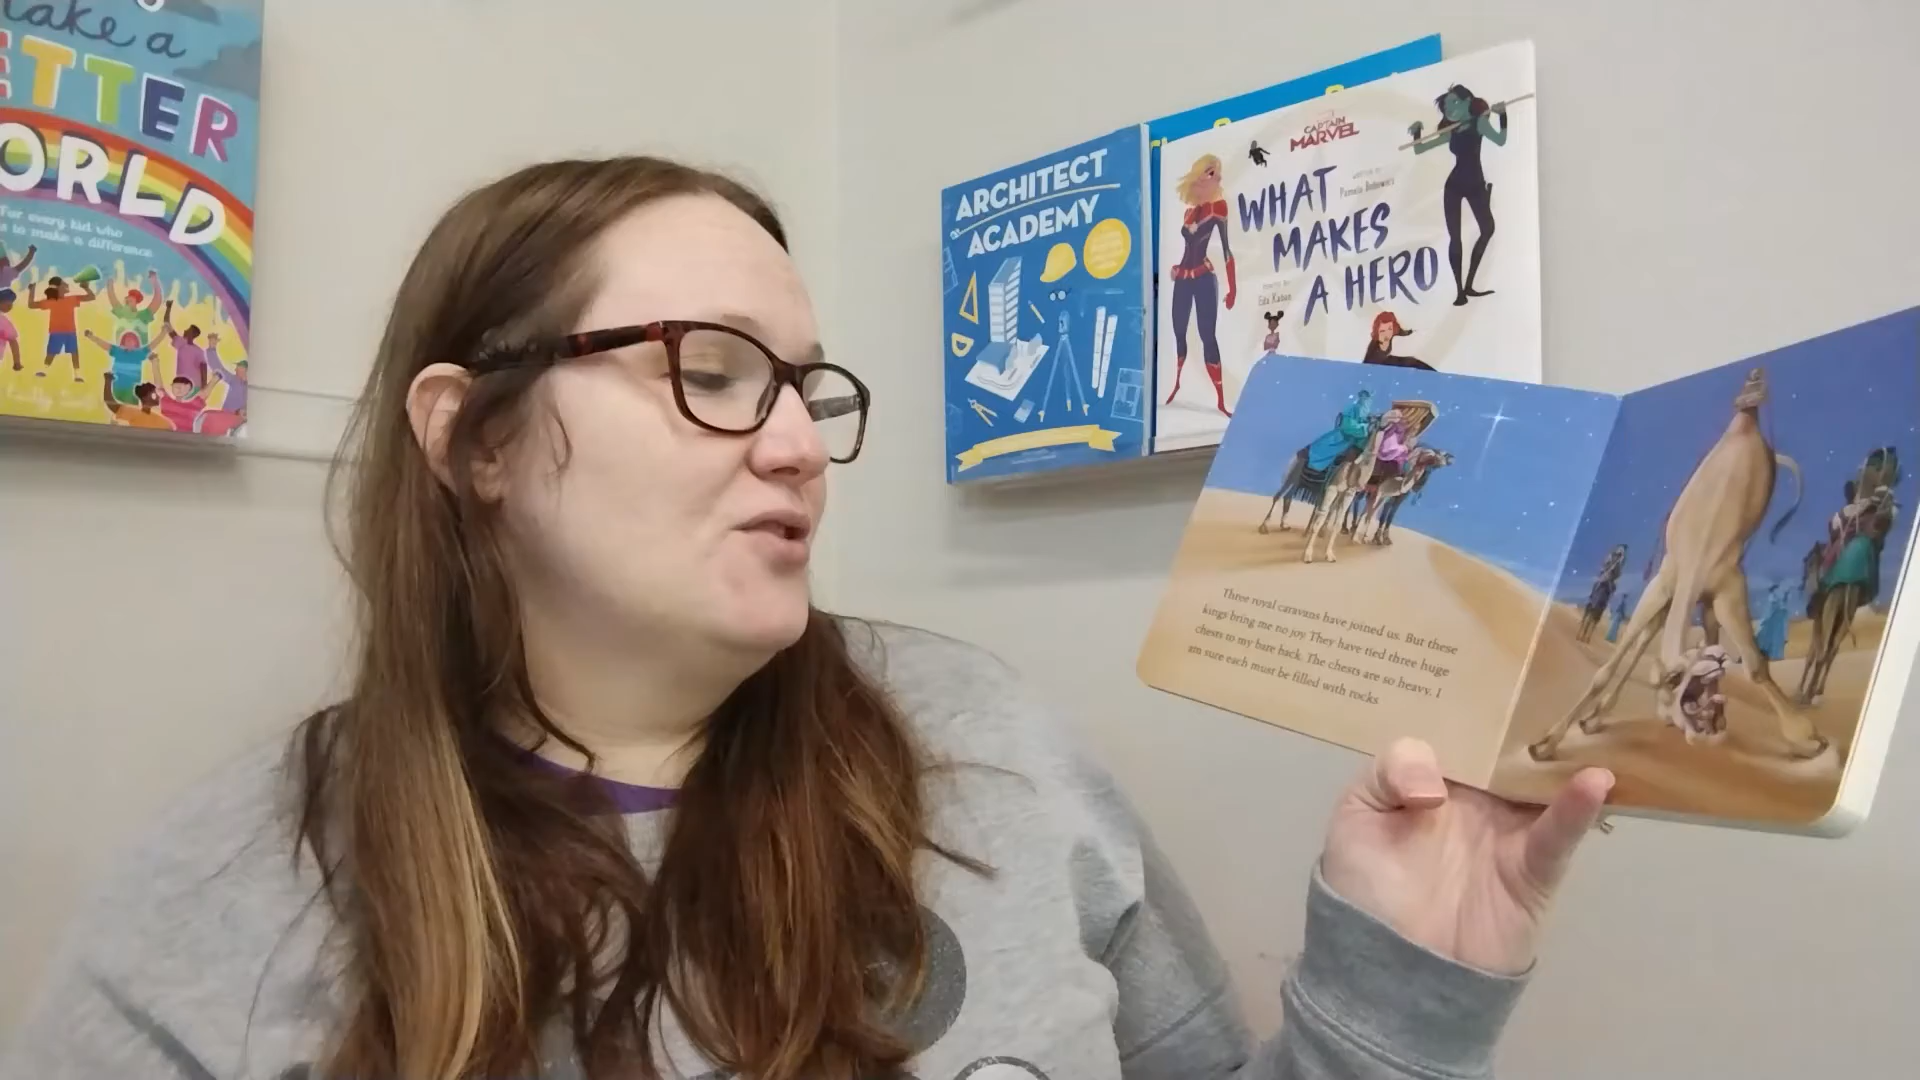 ake a
ETTER
ORLD
For every kid who
s to make a difference
ARCHITECT
ACADEMY
CAPTAIN
MARVEL
WRITTEN BY
WHAT
MAKES
A HERO
Three royal caravans have joined us. But these
kings bring me no joy They have tied three huge
chests to my bare back. The chests are so heavy. I
am sure each must be filled with rocks